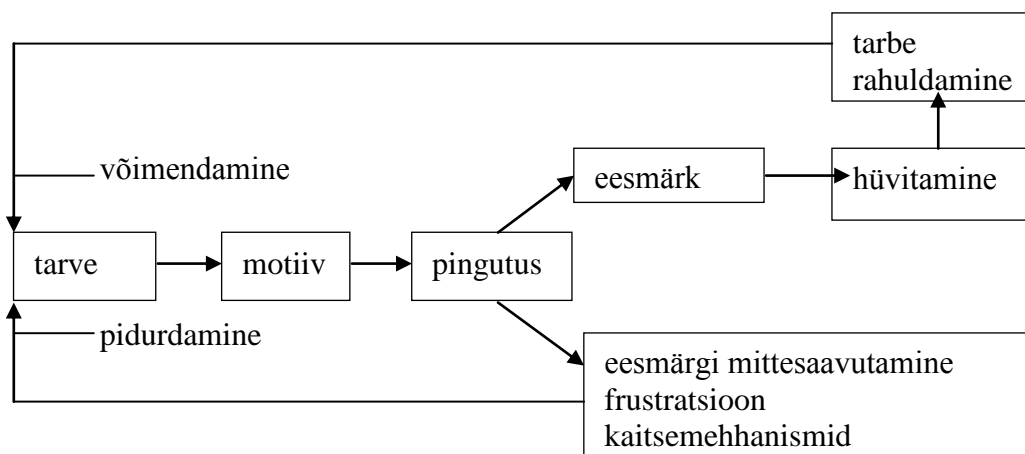 tarbe
rahuldamine
võimendamine
eesmärk
hüvitamine
tarve
motiiv
pingutus
pidurdamine
eesmärgi mittesaavutamine
frustratsioon
kaitsemehhanismid